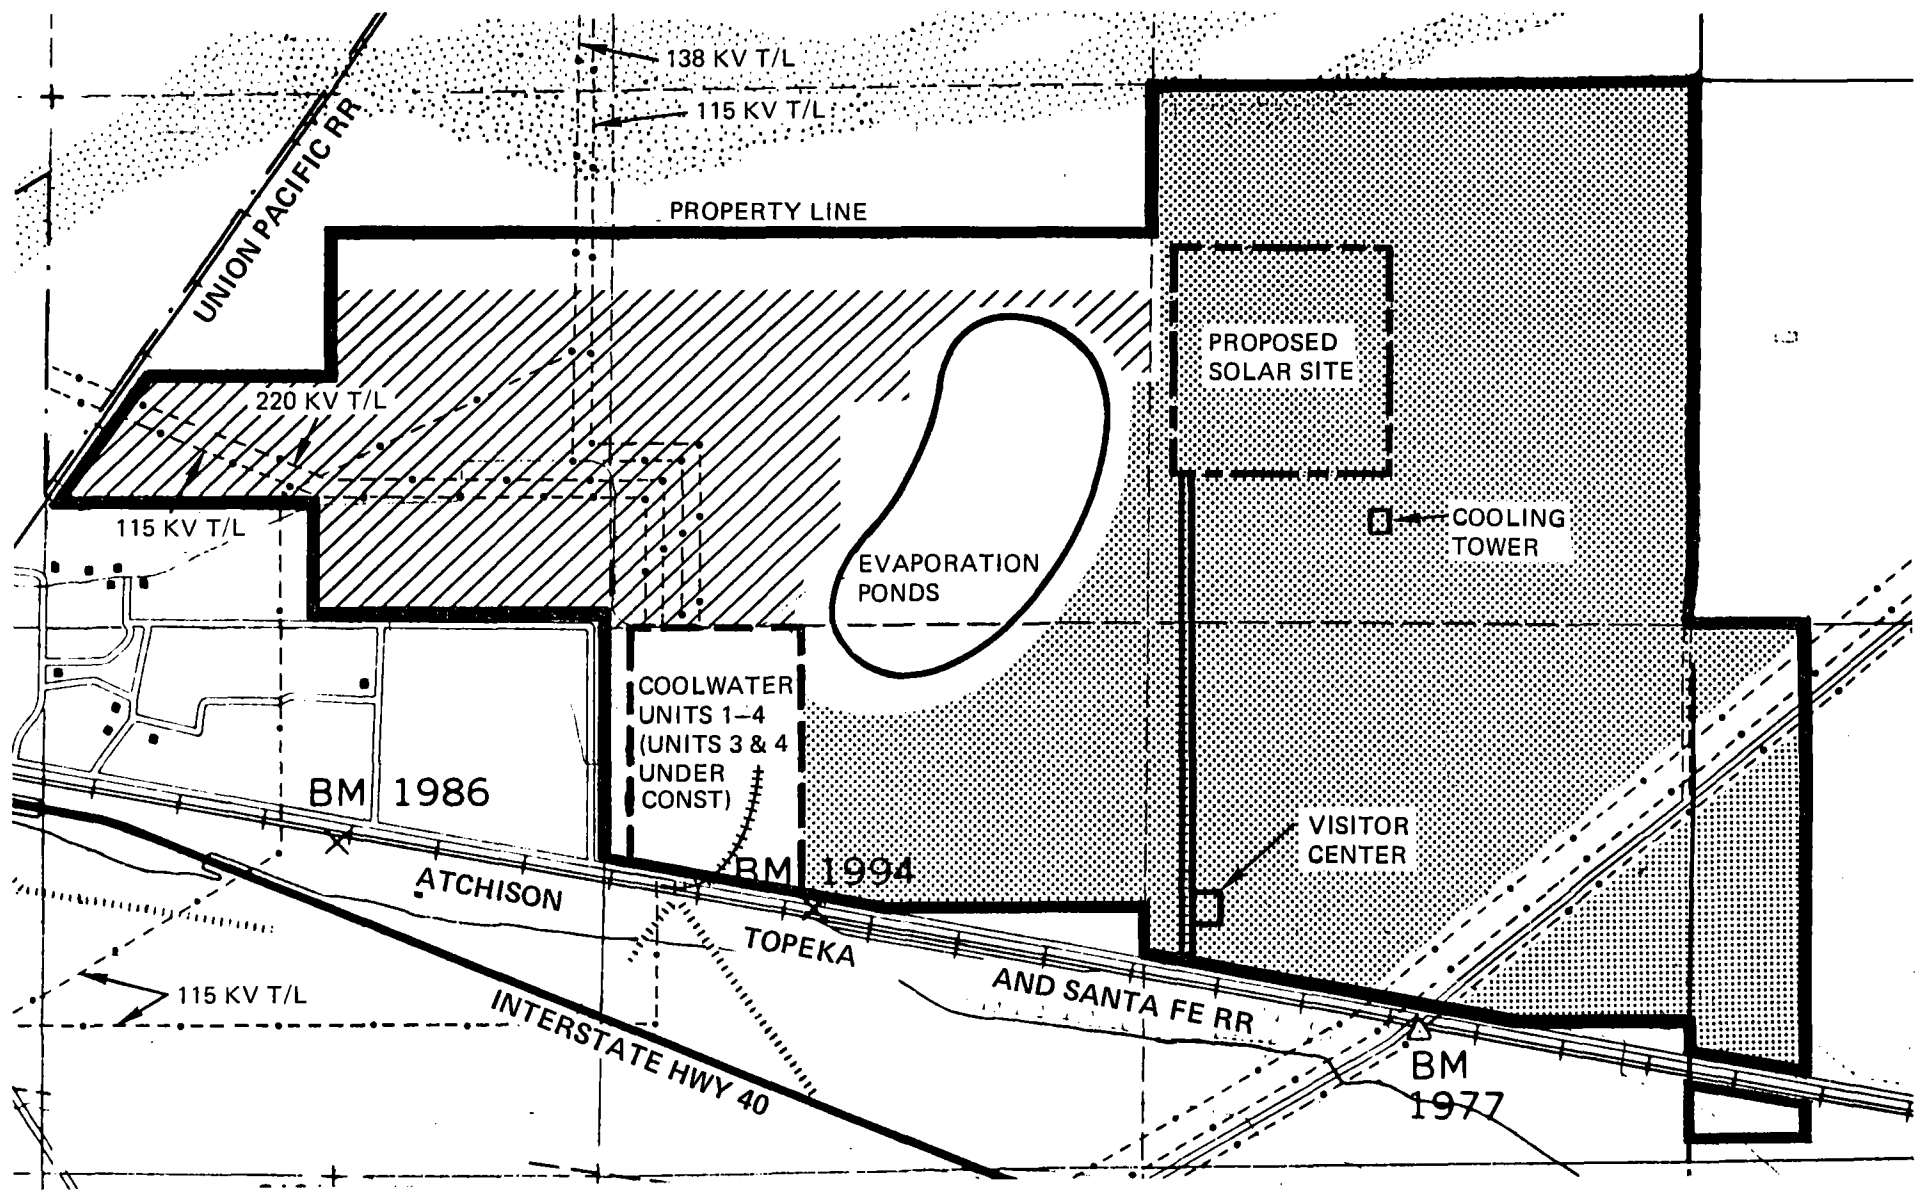 138 KV T/L
115 KV T/L
UNION PACIFIC RR
PROPERTY LINE
PROPOSED
SOLAR SITE
220 KV T/L
115 KV T/L
COOLING
TOWER
EVAPORATION
PONDS
COOLWATER
UNITS 1–4
(UNITS 3 & 4
UNDER
CONST)
BM 1986
VISITOR
CENTER
BM 1994
ATCHISON
TOPEKA
AND SANTA FE RR
115 KV T/L
INTERSTATE HWY 40
BM
1977